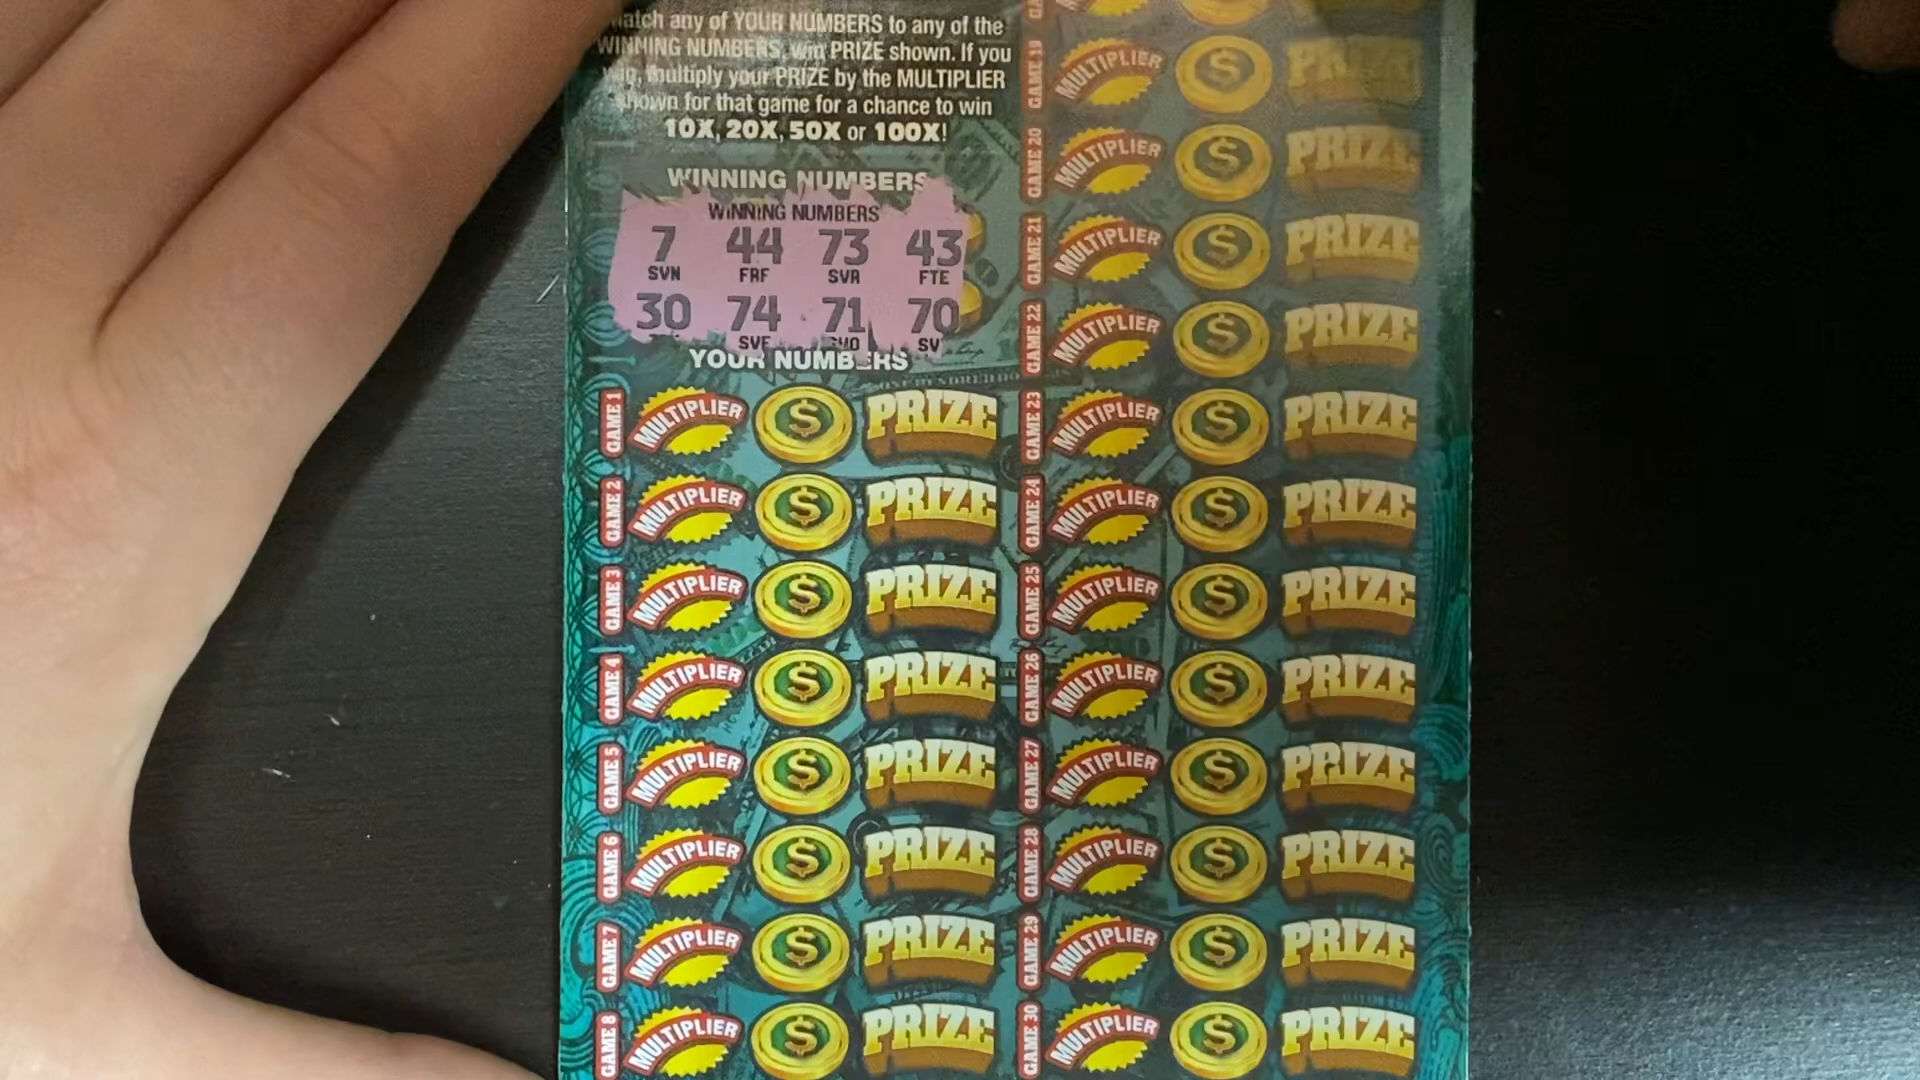 any of YOUR NUMBERS to any of the
WINNING NUMBERS, win PRIZE shown. If you
multiply your PRIZE by the MULTIPLIER
shown for that game for a chance to win
10X, 20X, 50X or 100X!
WINNING NUMBERS
WINNING NUMBERS
7 44 73 43
SVN FRF SVR FTE
30 74 71 70
SVF
YOUR NUMBERS
GAME 1 MULTIPLIER $ PRIZE
GAME 2 MULTIPLIER $ PRIZE
GAME 3 MULTIPLIER $ PRIZE
GAME 4 MULTIPLIER $ PRIZE
GAME 5 MULTIPLIER $ PRIZE
GAME 6 MULTIPLIER $ PRIZE
GAME 7 MULTIPLIER $ PRIZE
GAME 8 MULTIPLIER $ PRIZE
GAME 19 MULTIPLIER $ PRIZE
GAME 20 MULTIPLIER $ PRIZE
GAME 21 MULTIPLIER $ PRIZE
GAME 22 MULTIPLIER $ PRIZE
GAME 23 MULTIPLIER $ PRIZE
GAME 24 MULTIPLIER $ PRIZE
GAME 25 MULTIPLIER $ PRIZE
GAME 26 MULTIPLIER $ PRIZE
GAME 27 MULTIPLIER $ PRIZE
GAME 28 MULTIPLIER $ PRIZE
GAME 29 MULTIPLIER $ PRIZE
GAME 30 MULTIPLIER $ PRIZE